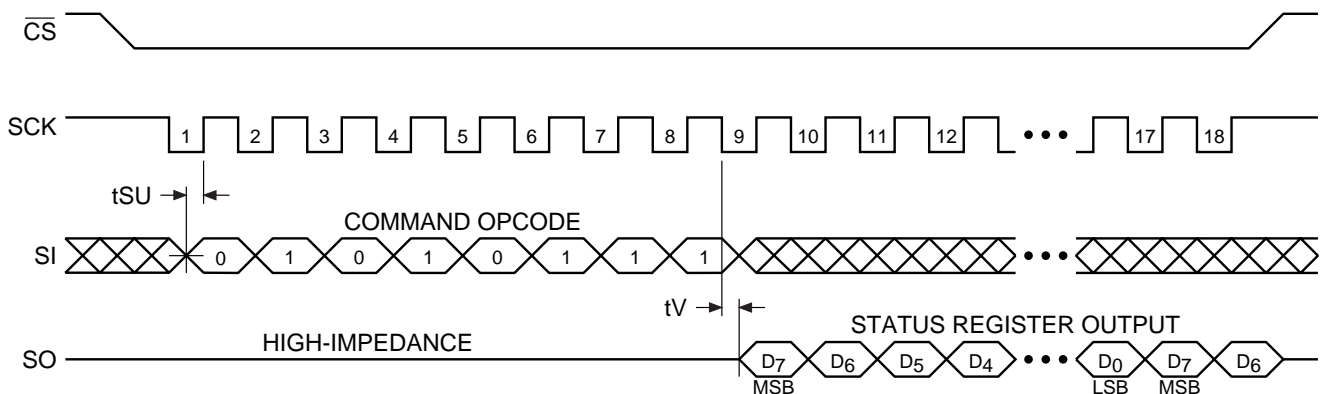 CS
SCK 1 2 3 4 5 6 7 8 9 10 11 12 17 18
tSU
COMMAND OPCODE
SI 0 1 0 1 0 1 1 1
tV
HIGH-IMPEDANCE
STATUS REGISTER OUTPUT
SO D7 D6 D5 D4 D0 D7 D6
MSB LSB MSB